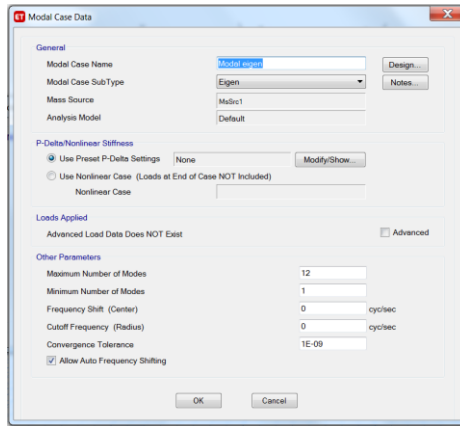 ET Modal Case Data X
General
Modal Case Name Modal eigen Design...
Modal Case SubType Eigen Notes...
Mass Source MsSrc1
Analysis Model Default
P-Delta/Nonlinear Stiffness
Use Preset P-Delta Settings None Modify/Show...
Use Nonlinear Case (Loads at End of Case NOT Included)
Nonlinear Case
Loads Applied
Advanced Load Data Does NOT Exist Advanced
Other Parameters
Maximum Number of Modes 12
Minimum Number of Modes 1
Frequency Shift (Center) 0 cyc/sec
Cutoff Frequency (Radius) 0 cyc/sec
Convergence Tolerance 1E-09
Allow Auto Frequency Shifting
OK Cancel